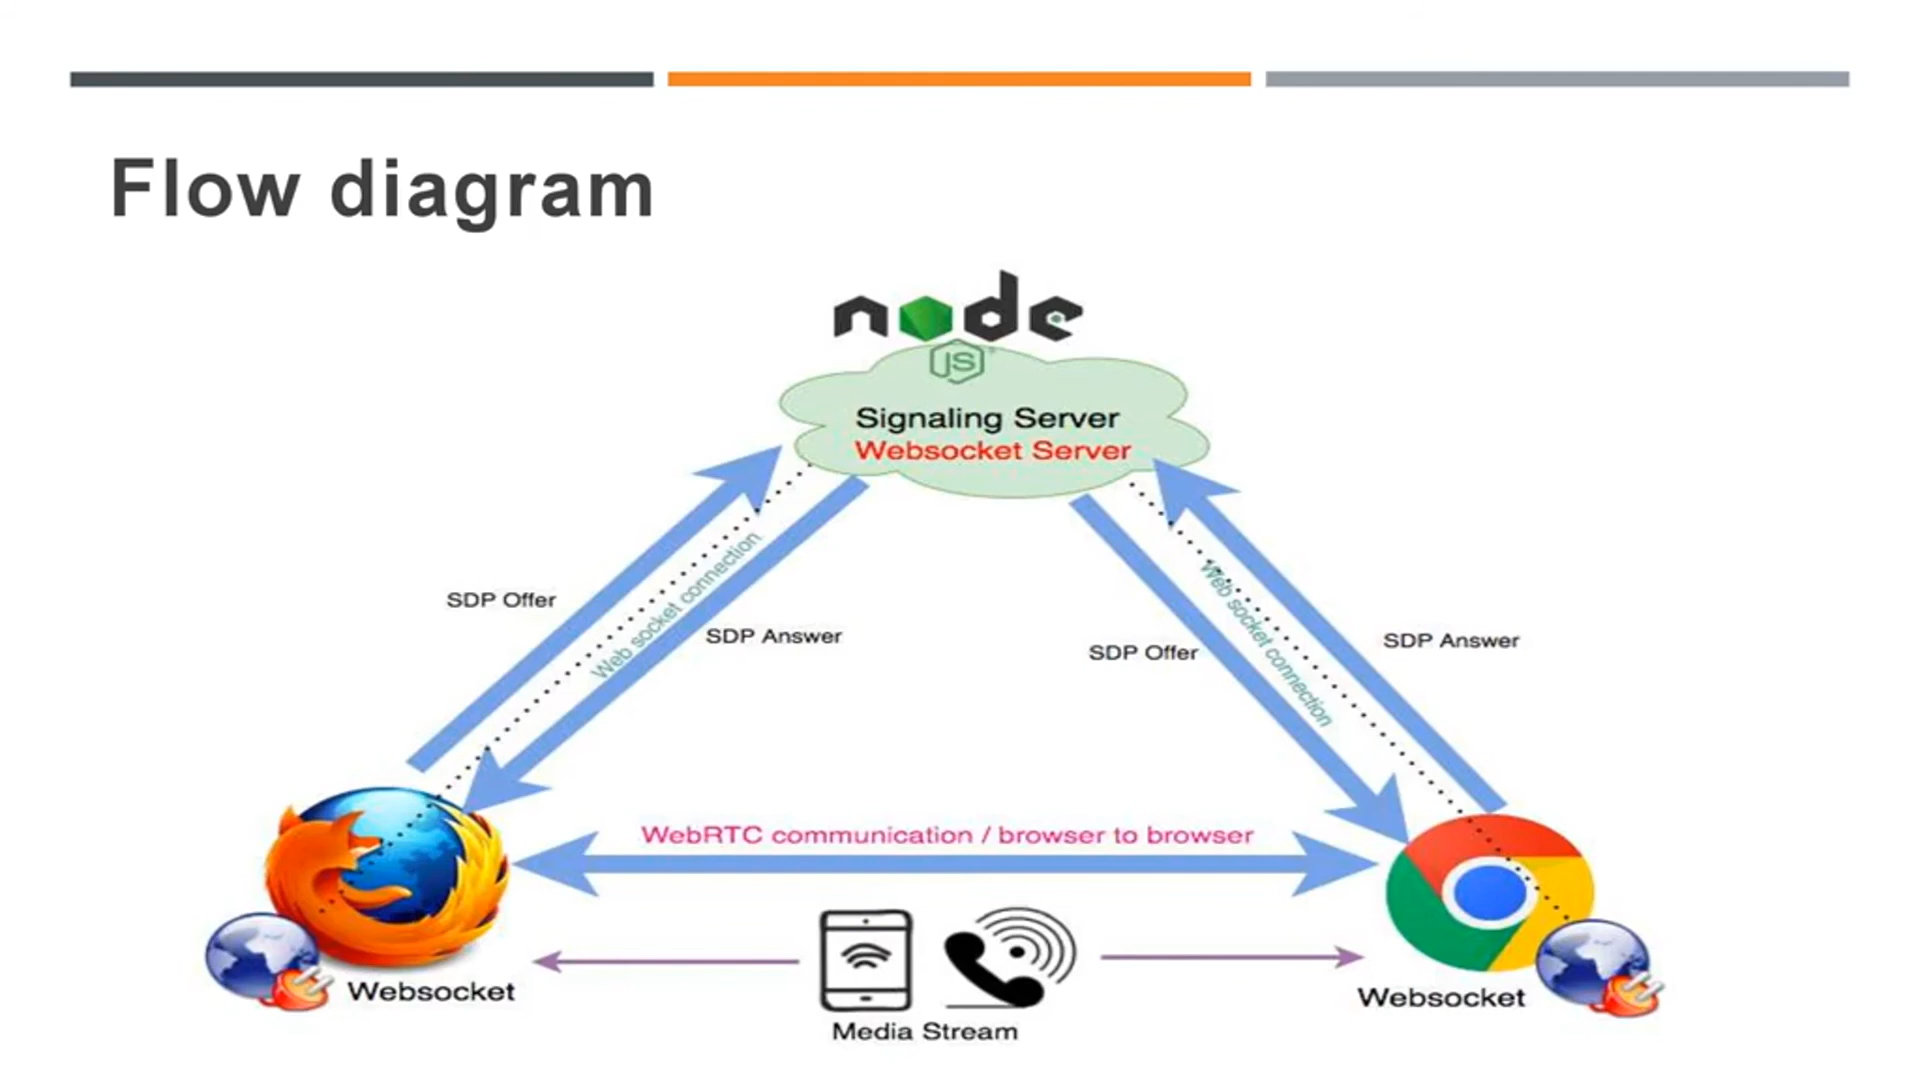 Flow diagram
node
JS
Signaling Server
Websocket Server
SDP Offer
Web socket connection
SDP Answer
SDP Offer
Web socket connection
SDP Answer
WebRTC communication / browser to browser
Websocket
Media Stream
Websocket